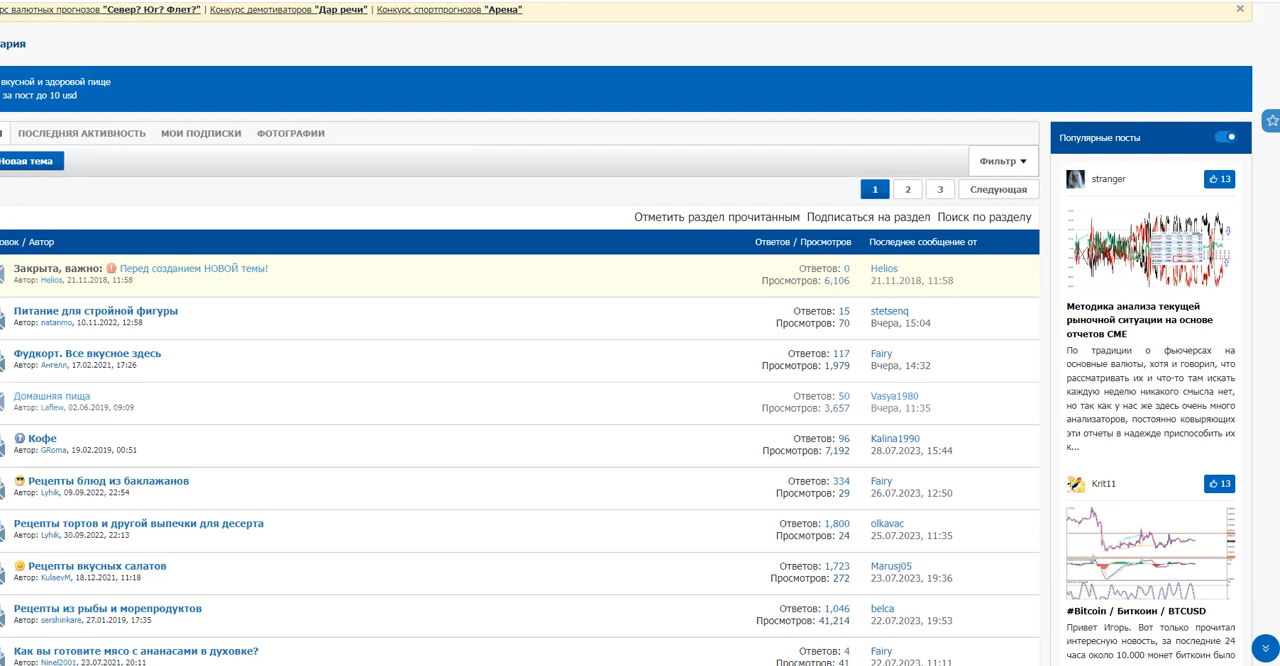 рс валютных прогнозов "Север? Юг? Флет?" | Конкурс демотиваторов "Дар речи" | Конкурс спортпрогнозов "Арена"
ария
вкусной и здоровой пище
за пост до 10 usd
ПОСЛЕДНЯЯ АКТИВНОСТЬ МОИ ПОДПИСКИ ФОТОГРАФИИ
Новая тема
Фильтр
1 2 3 Следующая
Отметить раздел прочитанным Подписаться на раздел Поиск по разделу
овок / Автор Ответов / Просмотров Последнее сообщение от
Закрыта, важно: Перед созданием НОВОЙ темы! Ответов: 0 Helios
Автор: Helios, 21.11.2018, 11:58 Просмотров: 6,106 21.11.2018, 11:58
Питание для стройной фигуры Ответов: 15 stetsenq
Автор: natanmo, 10.11.2022, 12:58 Просмотров: 70 Вчера, 15:04
Фудкорт. Все вкусное здесь Ответов: 117 Fairy
Автор: Ангелл, 17.02.2021, 17:26 Просмотров: 1,979 Вчера, 14:32
Домашняя пища Ответов: 50 Vasya1980
Автор: Laflew, 02.06.2019, 09:09 Просмотров: 3,657 Вчера, 11:35
Кофе Ответов: 96 Kalina1990
Автор: GRoma, 19.02.2019, 00:51 Просмотров: 7,192 28.07.2023, 15:44
Рецепты блюд из баклажанов Ответов: 334 Fairy
Автор: Lyhik, 09.09.2022, 22:54 Просмотров: 29 26.07.2023, 12:50
Рецепты тортов и другой выпечки для десерта Ответов: 1,800 olkavac
Автор: Lyhik, 30.09.2022, 22:13 Просмотров: 24 25.07.2023, 11:35
Рецепты вкусных салатов Ответов: 1,723 Marusj05
Автор: KulaevM, 18.12.2021, 11:18 Просмотров: 272 23.07.2023, 19:36
Рецепты из рыбы и морепродуктов Ответов: 1,046 belca
Автор: sershinkare, 27.01.2019, 17:35 Просмотров: 41,214 22.07.2023, 19:53
Как вы готовите мясо с ананасами в духовке? Ответов: 4 Fairy
Автор: Ninel2001, 23.07.2021, 20:11 Просмотров: 41 22.07.2023, 11:11
Популярные посты
stranger 13
Методика анализа текущей
рыночной ситуации на основе
отчетов CME
По традиции о фьючерсах на
основные валюты, хотя и говорил, что
рассматривать их и что-то там искать
каждую неделю никакого смысла нет,
но так как у нас же здесь очень много
анализаторов, постоянно ковыряющих
эти отчеты в надежде приспособить их
к...
Krit11 13
#Bitcoin / Биткоин / BTCUSD
Привет Игорь. Вот только прочитал
интересную новость, за последние 24
часа около 10.000 монет биткоин было